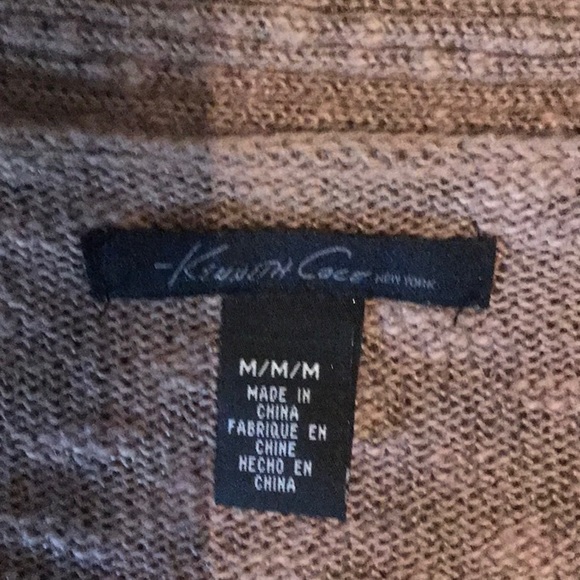 Kenneth Cole NEW YORK
M/M/M
MADE IN
CHINA
FABRIQUE EN
CHINE
HECHO EN
CHINA